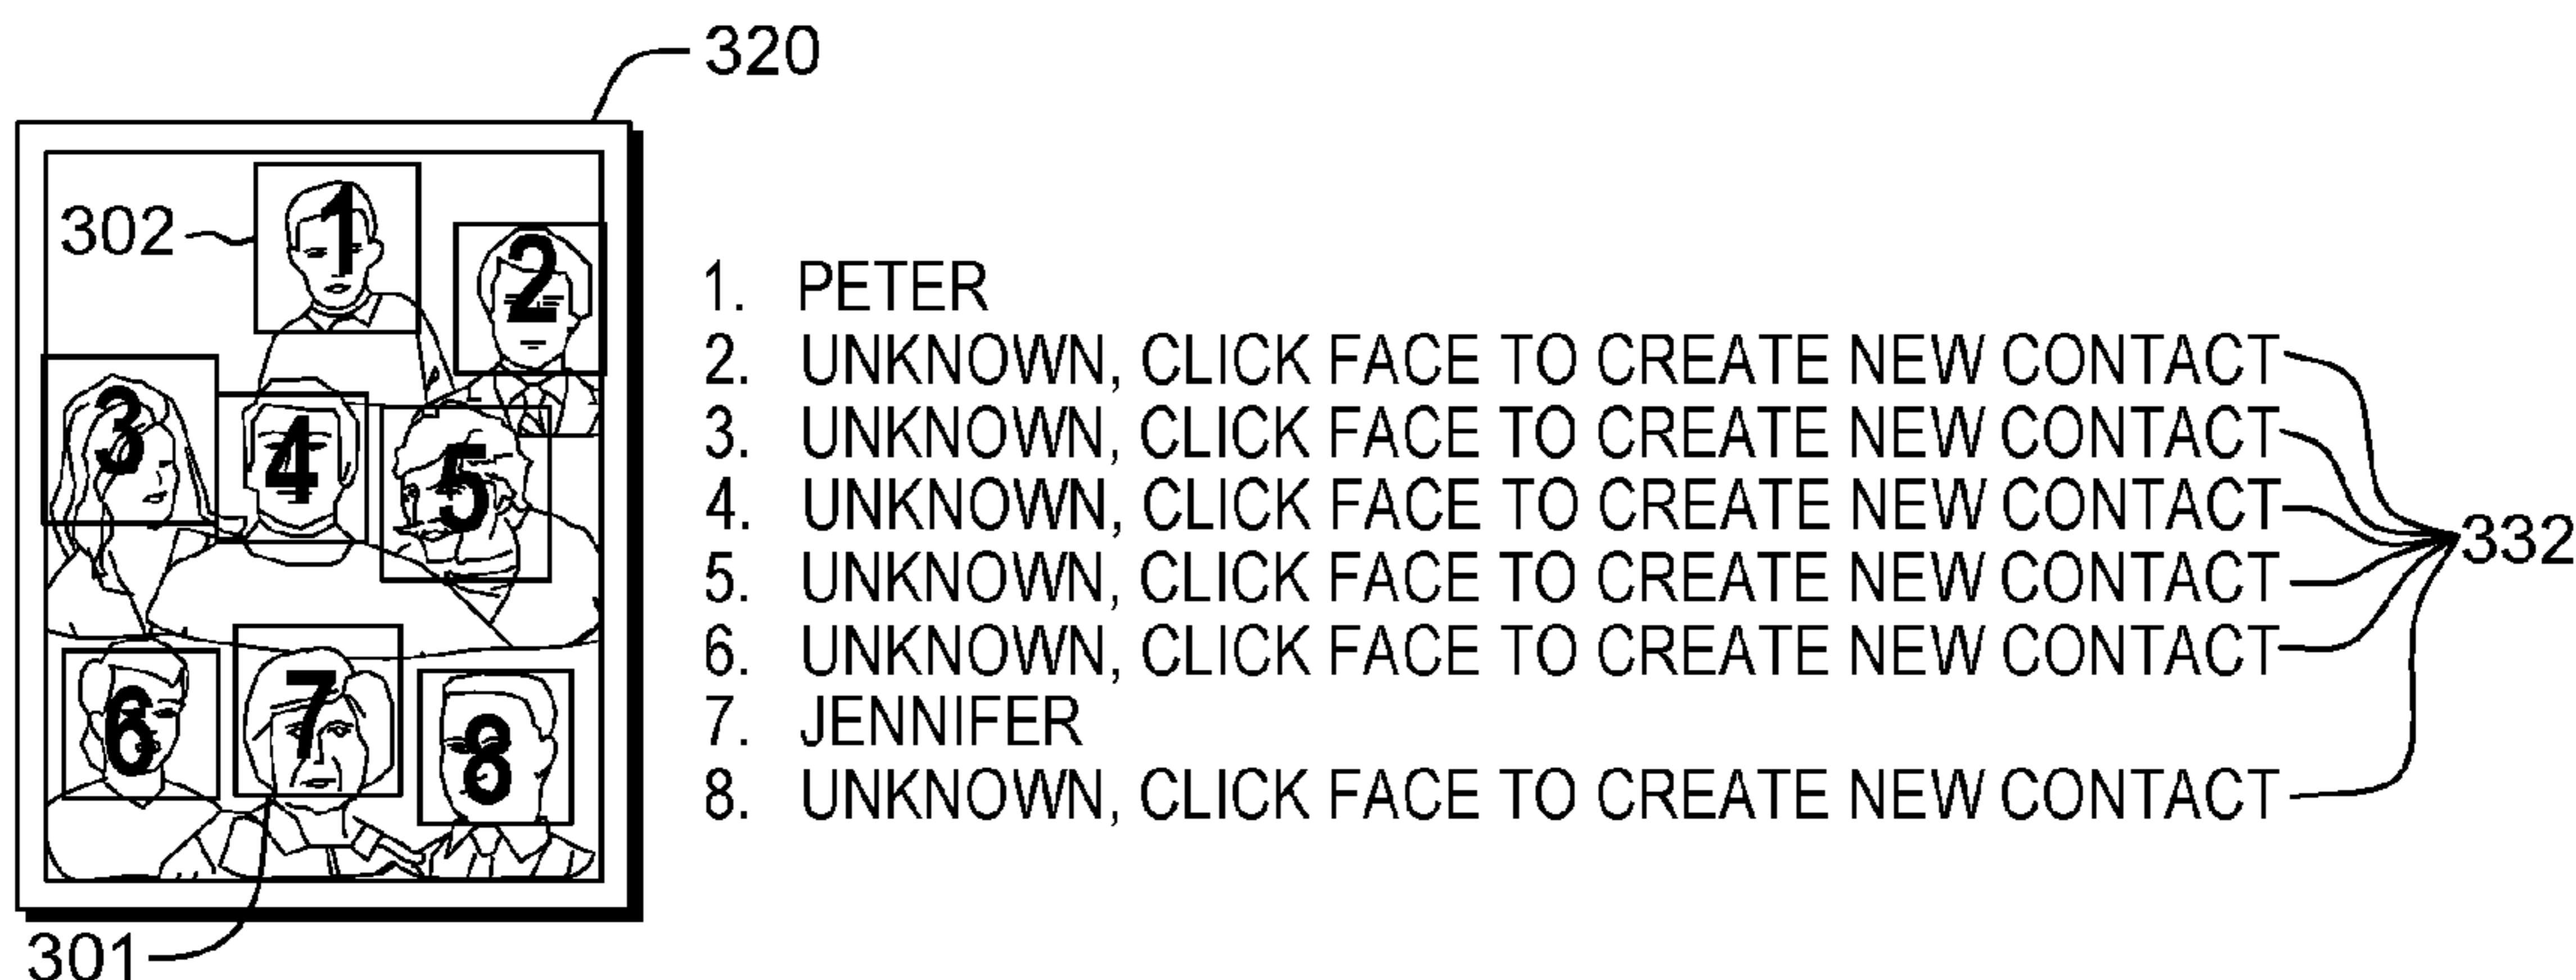 320
302
1
2
3
4
5
6
7
8
301
1. PETER
2. UNKNOWN, CLICK FACE TO CREATE NEW CONTACT
3. UNKNOWN, CLICK FACE TO CREATE NEW CONTACT
4. UNKNOWN, CLICK FACE TO CREATE NEW CONTACT
5. UNKNOWN, CLICK FACE TO CREATE NEW CONTACT
6. UNKNOWN, CLICK FACE TO CREATE NEW CONTACT
7. JENNIFER
8. UNKNOWN, CLICK FACE TO CREATE NEW CONTACT
332